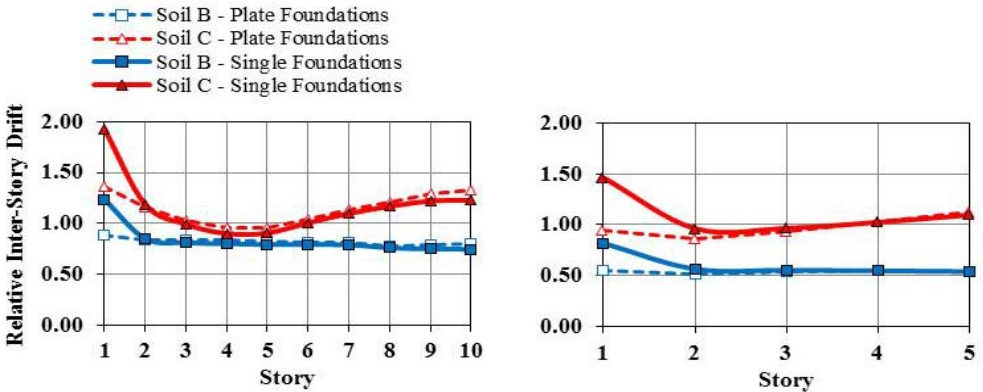 Soil B - Plate Foundations
Soil C - Plate Foundations
Soil B - Single Foundations
Soil C - Single Foundations
Relative Inter-Story Drift
2.00
1.50
1.00
0.50
0.00
1 2 3 4 5 6 7 8 9 10
Story
2.00
1.50
1.00
0.50
0.00
1 2 3 4 5
Story